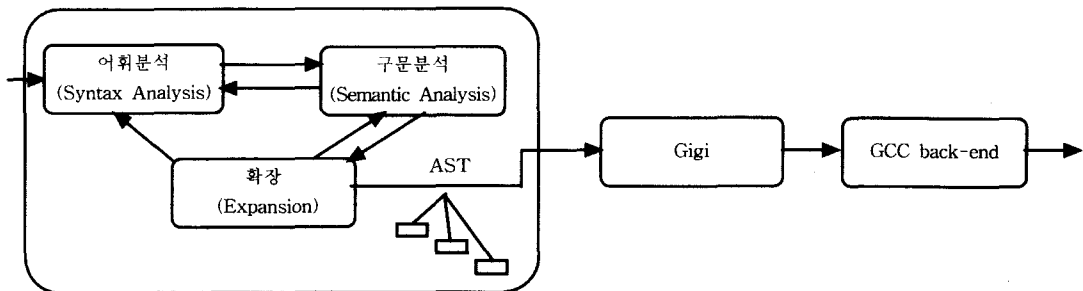 어휘분석
(Syntax Analysis)
구문분석
(Semantic Analysis)
확장
(Expansion)
AST
Gigi
GCC back-end